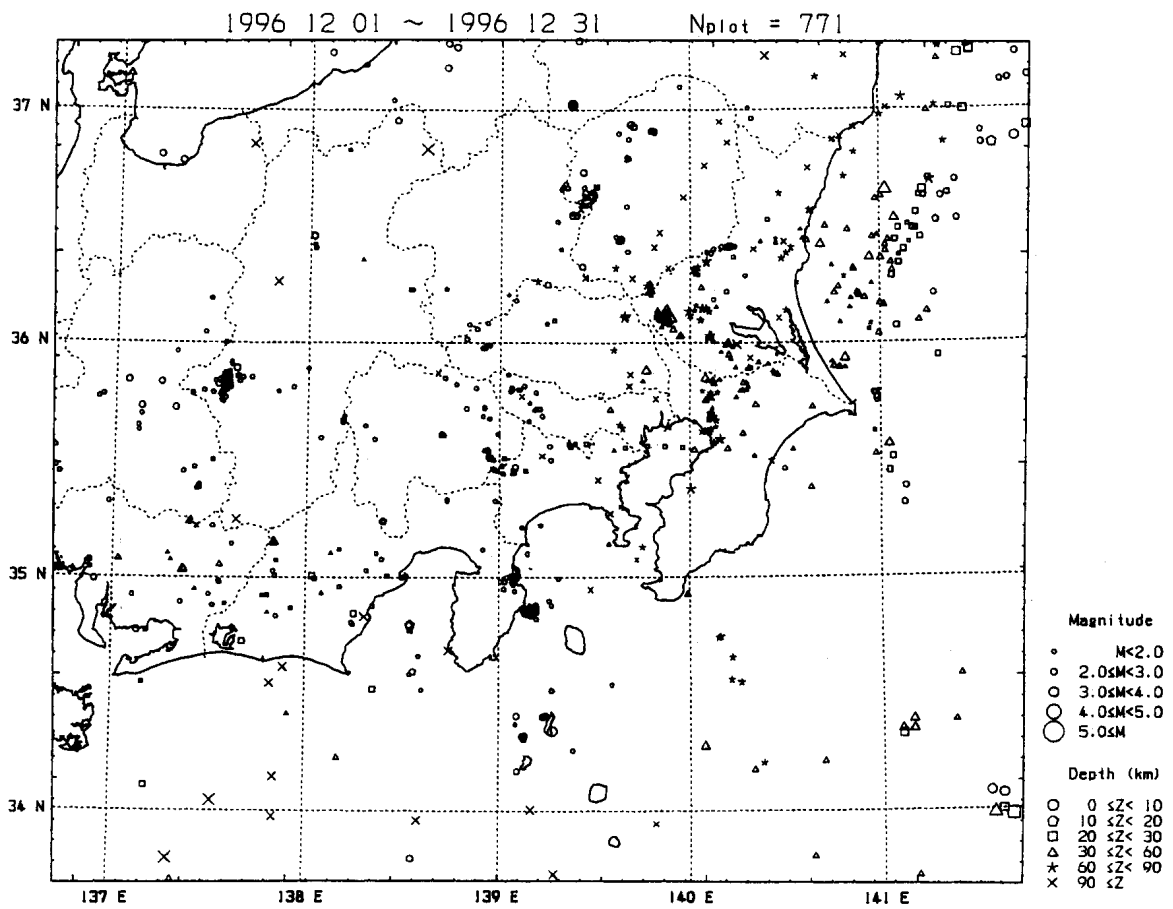 1996 12 01 ~ 1996 12 31 Nplot = 771
37 N
36 N
35 N
34 N
137 E 138 E 139 E 140 E 141 E
Magnitude
M<2.0
2.0≤M<3.0
3.0≤M<4.0
4.0≤M<5.0
5.0≤M
Depth (km)
0 ≤Z< 10
10 ≤Z< 20
20 ≤Z< 30
30 ≤Z< 60
60 ≤Z< 90
90 ≤Z